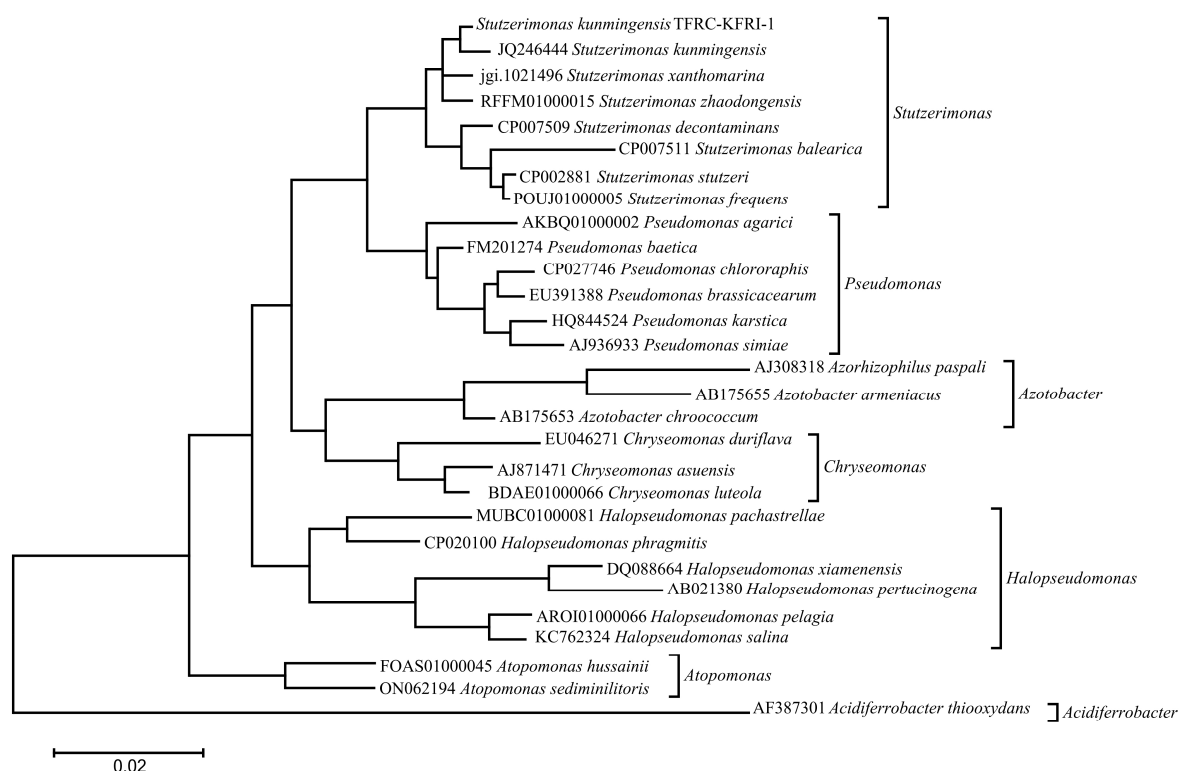 Stutzerimonas kunmingensis TFRC-KFRI-1
JQ246444 Stutzerimonas kunmingensis
jgi.1021496 Stutzerimonas xanthomarina
RFFM01000015 Stutzerimonas zhaodongensis
Stutzerimonas
CP007509 Stutzerimonas decontaminans
CP007511 Stutzerimonas balearica
CP002881 Stutzerimonas stutzeri
POUJ01000005 Stutzerimonas frequens
AKBQ01000002 Pseudomonas agarici
FM201274 Pseudomonas baetica
CP027746 Pseudomonas chlororaphis
Pseudomonas
EU391388 Pseudomonas brassicacearum
HQ844524 Pseudomonas karstica
AJ936933 Pseudomonas simiae
AJ308318 Azorhizophilus paspali
AB175655 Azotobacter armeniacus
Azotobacter
AB175653 Azotobacter chroococcum
EU046271 Chryseomonas duriflava
Chryseomonas
AJ871471 Chryseomonas asuensis
BDAE01000066 Chryseomonas luteola
MUBC01000081 Halopseudomonas pachastrellae
CP020100 Halopseudomonas phragmitis
DQ088664 Halopseudomonas xiamenensis
Halopseudomonas
AB021380 Halopseudomonas pertucinogena
AROI01000066 Halopseudomonas pelagia
KC762324 Halopseudomonas salina
FOAS01000045 Atopomonas hussainii
Atopomonas
ON062194 Atopomonas sediminilitoris
AF387301 Acidiferrobacter thiooxydans
Acidiferrobacter
0.02